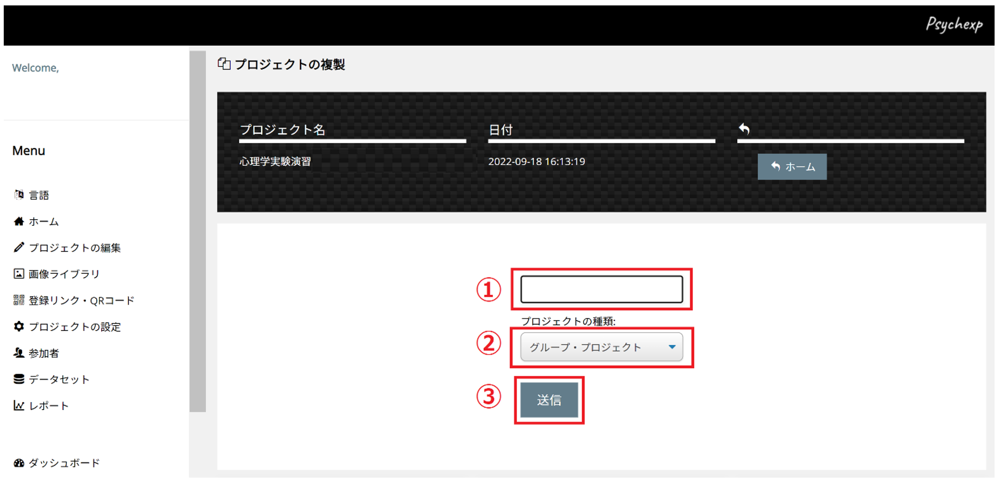 Psychexp
Welcome,
Menu
言語
ホーム
プロジェクトの編集
画像ライブラリ
登録リンク・QRコード
プロジェクトの設定
参加者
データセット
レポート
ダッシュボード
プロジェクトの複製
プロジェクト名
日付
心理学実験演習
2022-09-18 16:13:19
ホーム
①
プロジェクトの種類:
②
グループ・プロジェクト
③
送信